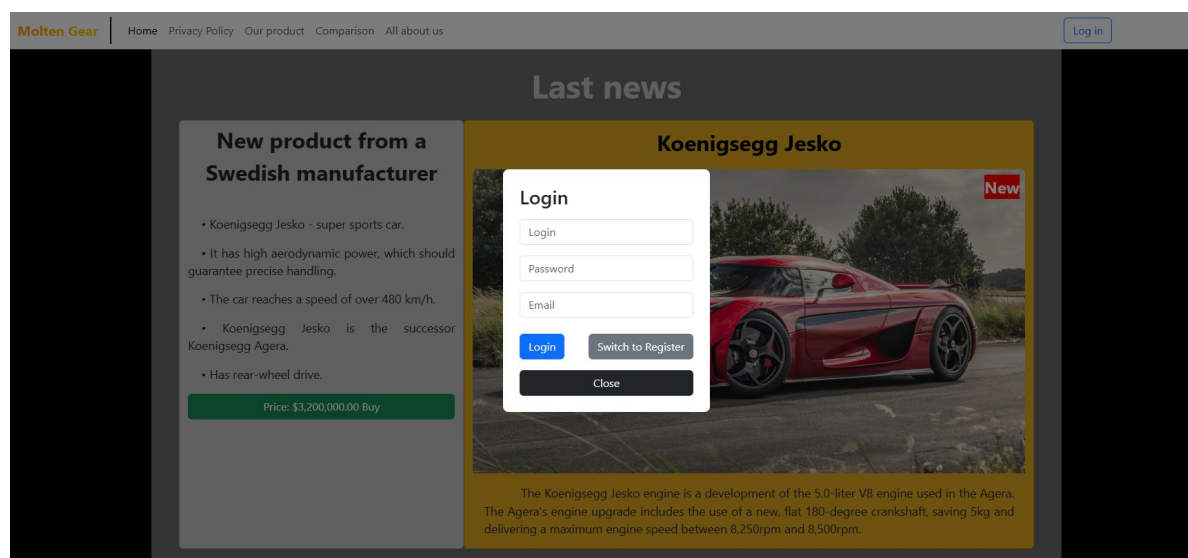 Molten Gear Home Privacy Policy Our product Comparison All about us Log in
Last news
New product from a
Swedish manufacturer
• Koenigsegg Jesko - super sports car.
• It has high aerodynamic power, which should
guarantee precise handling.
• The car reaches a speed of over 480 km/h.
• Koenigsegg Jesko is the successor
Koenigsegg Agera.
• Has rear-wheel drive.
Price: $3,200,000.00 Buy
Koenigsegg Jesko
New
Login
Login
Password
Email
Login Switch to Register
Close
The Koenigsegg Jesko engine is a development of the 5.0-liter V8 engine used in the Agera.
The Agera's engine upgrade includes the use of a new, flat 180-degree crankshaft, saving 5kg and
delivering a maximum engine speed between 8,250rpm and 8,500rpm.